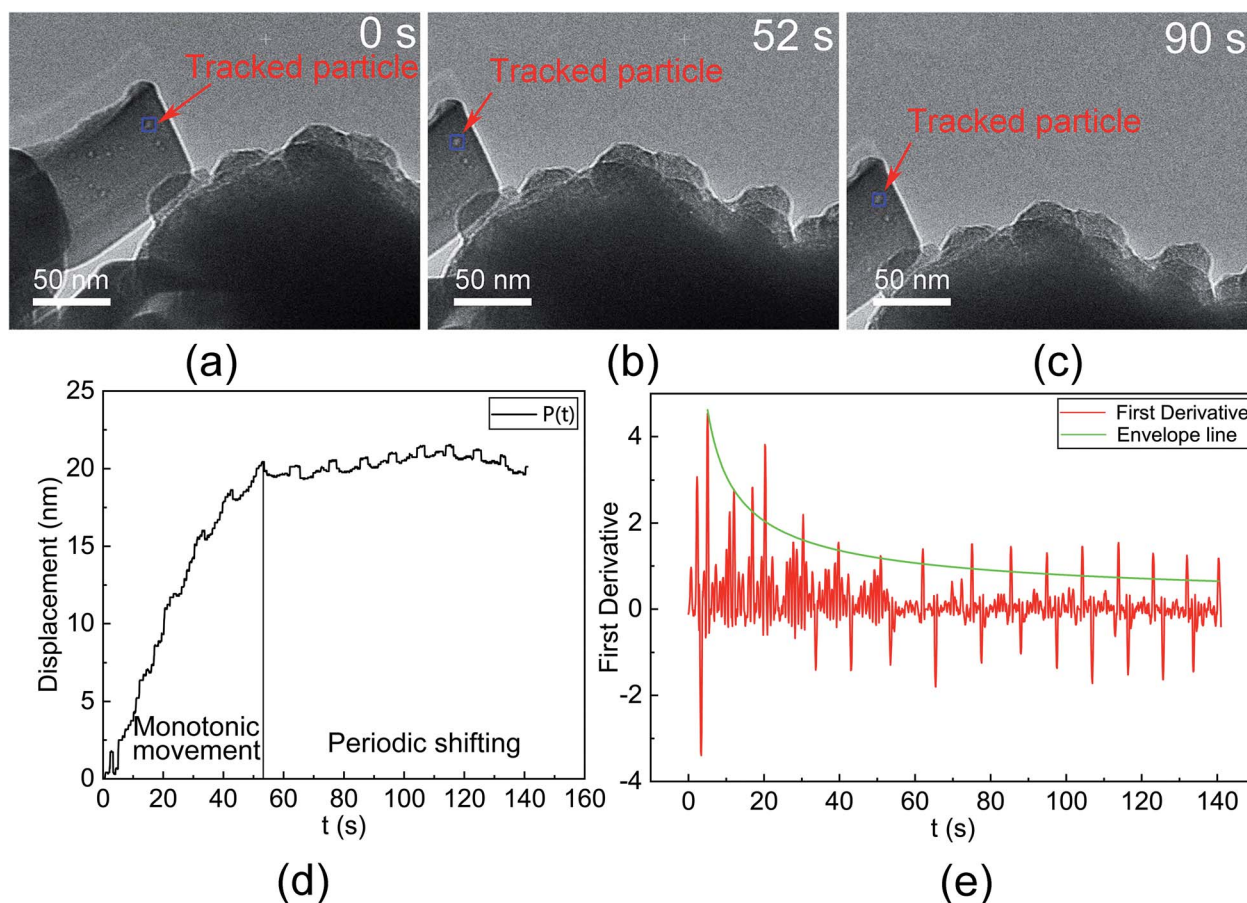 0 s
Tracked particle
50 nm
(a)
52 s
Tracked particle
50 nm
(b)
90 s
Tracked particle
50 nm
(c)
25
20
15
10
5
0
Displacement (nm)
P(t)
Monotonic
movement
Periodic shifting
0 20 40 60 80 100 120 140 160
t (s)
(d)
4
2
0
-2
-4
First Derivative
First Derivative
Envelope line
0 20 40 60 80 100 120 140
t (s)
(e)